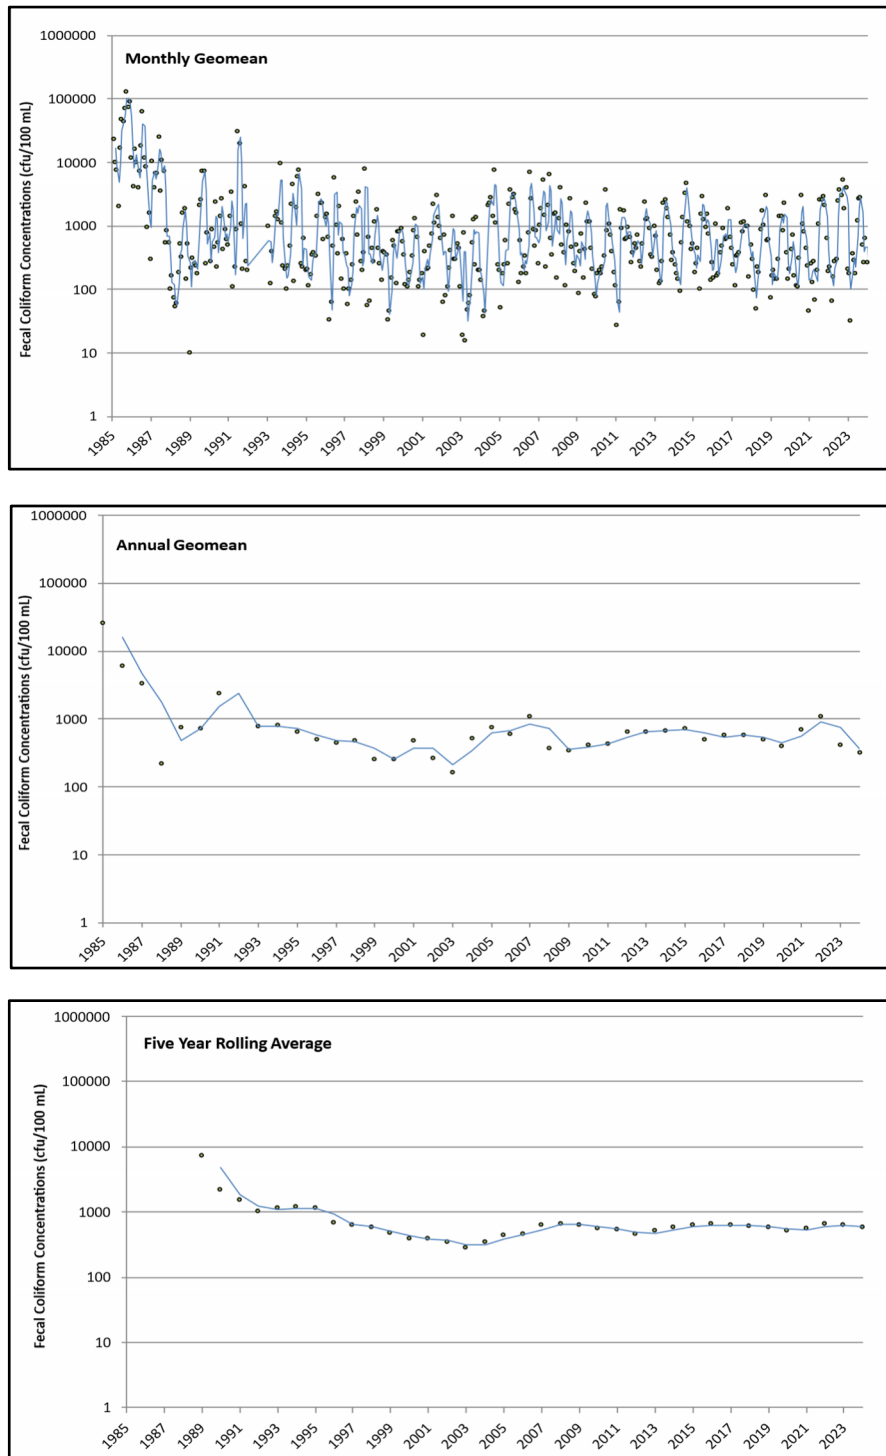 Monthly Geomean
Fecal Coliform Concentrations (cfu/100 mL)
1000000
100000
10000
1000
100
10
1
1985 1987 1989 1991 1993 1995 1997 1999 2001 2003 2005 2007 2009 2011 2013 2015 2017 2019 2021 2023
Annual Geomean
Fecal Coliform Concentrations (cfu/100 mL)
1000000
100000
10000
1000
100
10
1
1985 1987 1989 1991 1993 1995 1997 1999 2001 2003 2005 2007 2009 2011 2013 2015 2017 2019 2021 2023
Five Year Rolling Average
Fecal Coliform Concentrations (cfu/100 mL)
1000000
100000
10000
1000
100
10
1
1985 1987 1989 1991 1993 1995 1997 1999 2001 2003 2005 2007 2009 2011 2013 2015 2017 2019 2021 2023